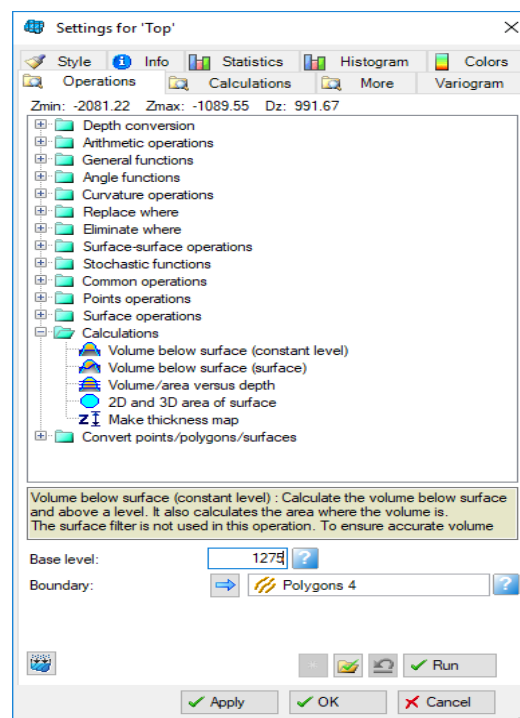 Settings for 'Top'
Style Info Statistics Histogram Colors
Operations Calculations More Variogram
Zmin: -2081.22 Zmax: -1089.55 Dz: 991.67
Depth conversion
Arithmetic operations
General functions
Angle functions
Curvature operations
Replace where
Eliminate where
Surface-surface operations
Stochastic functions
Common operations
Points operations
Surface operations
Calculations
Volume below surface (constant level)
Volume below surface (surface)
Volume/area versus depth
2D and 3D area of surface
Make thickness map
Convert points/polygons/surfaces
Volume below surface (constant level) : Calculate the volume below surface
and above a level. It also calculates the area where the volume is.
The surface filter is not used in this operation. To ensure accurate volume
Base level: 1275
Boundary: Polygons 4
Run
Apply OK Cancel